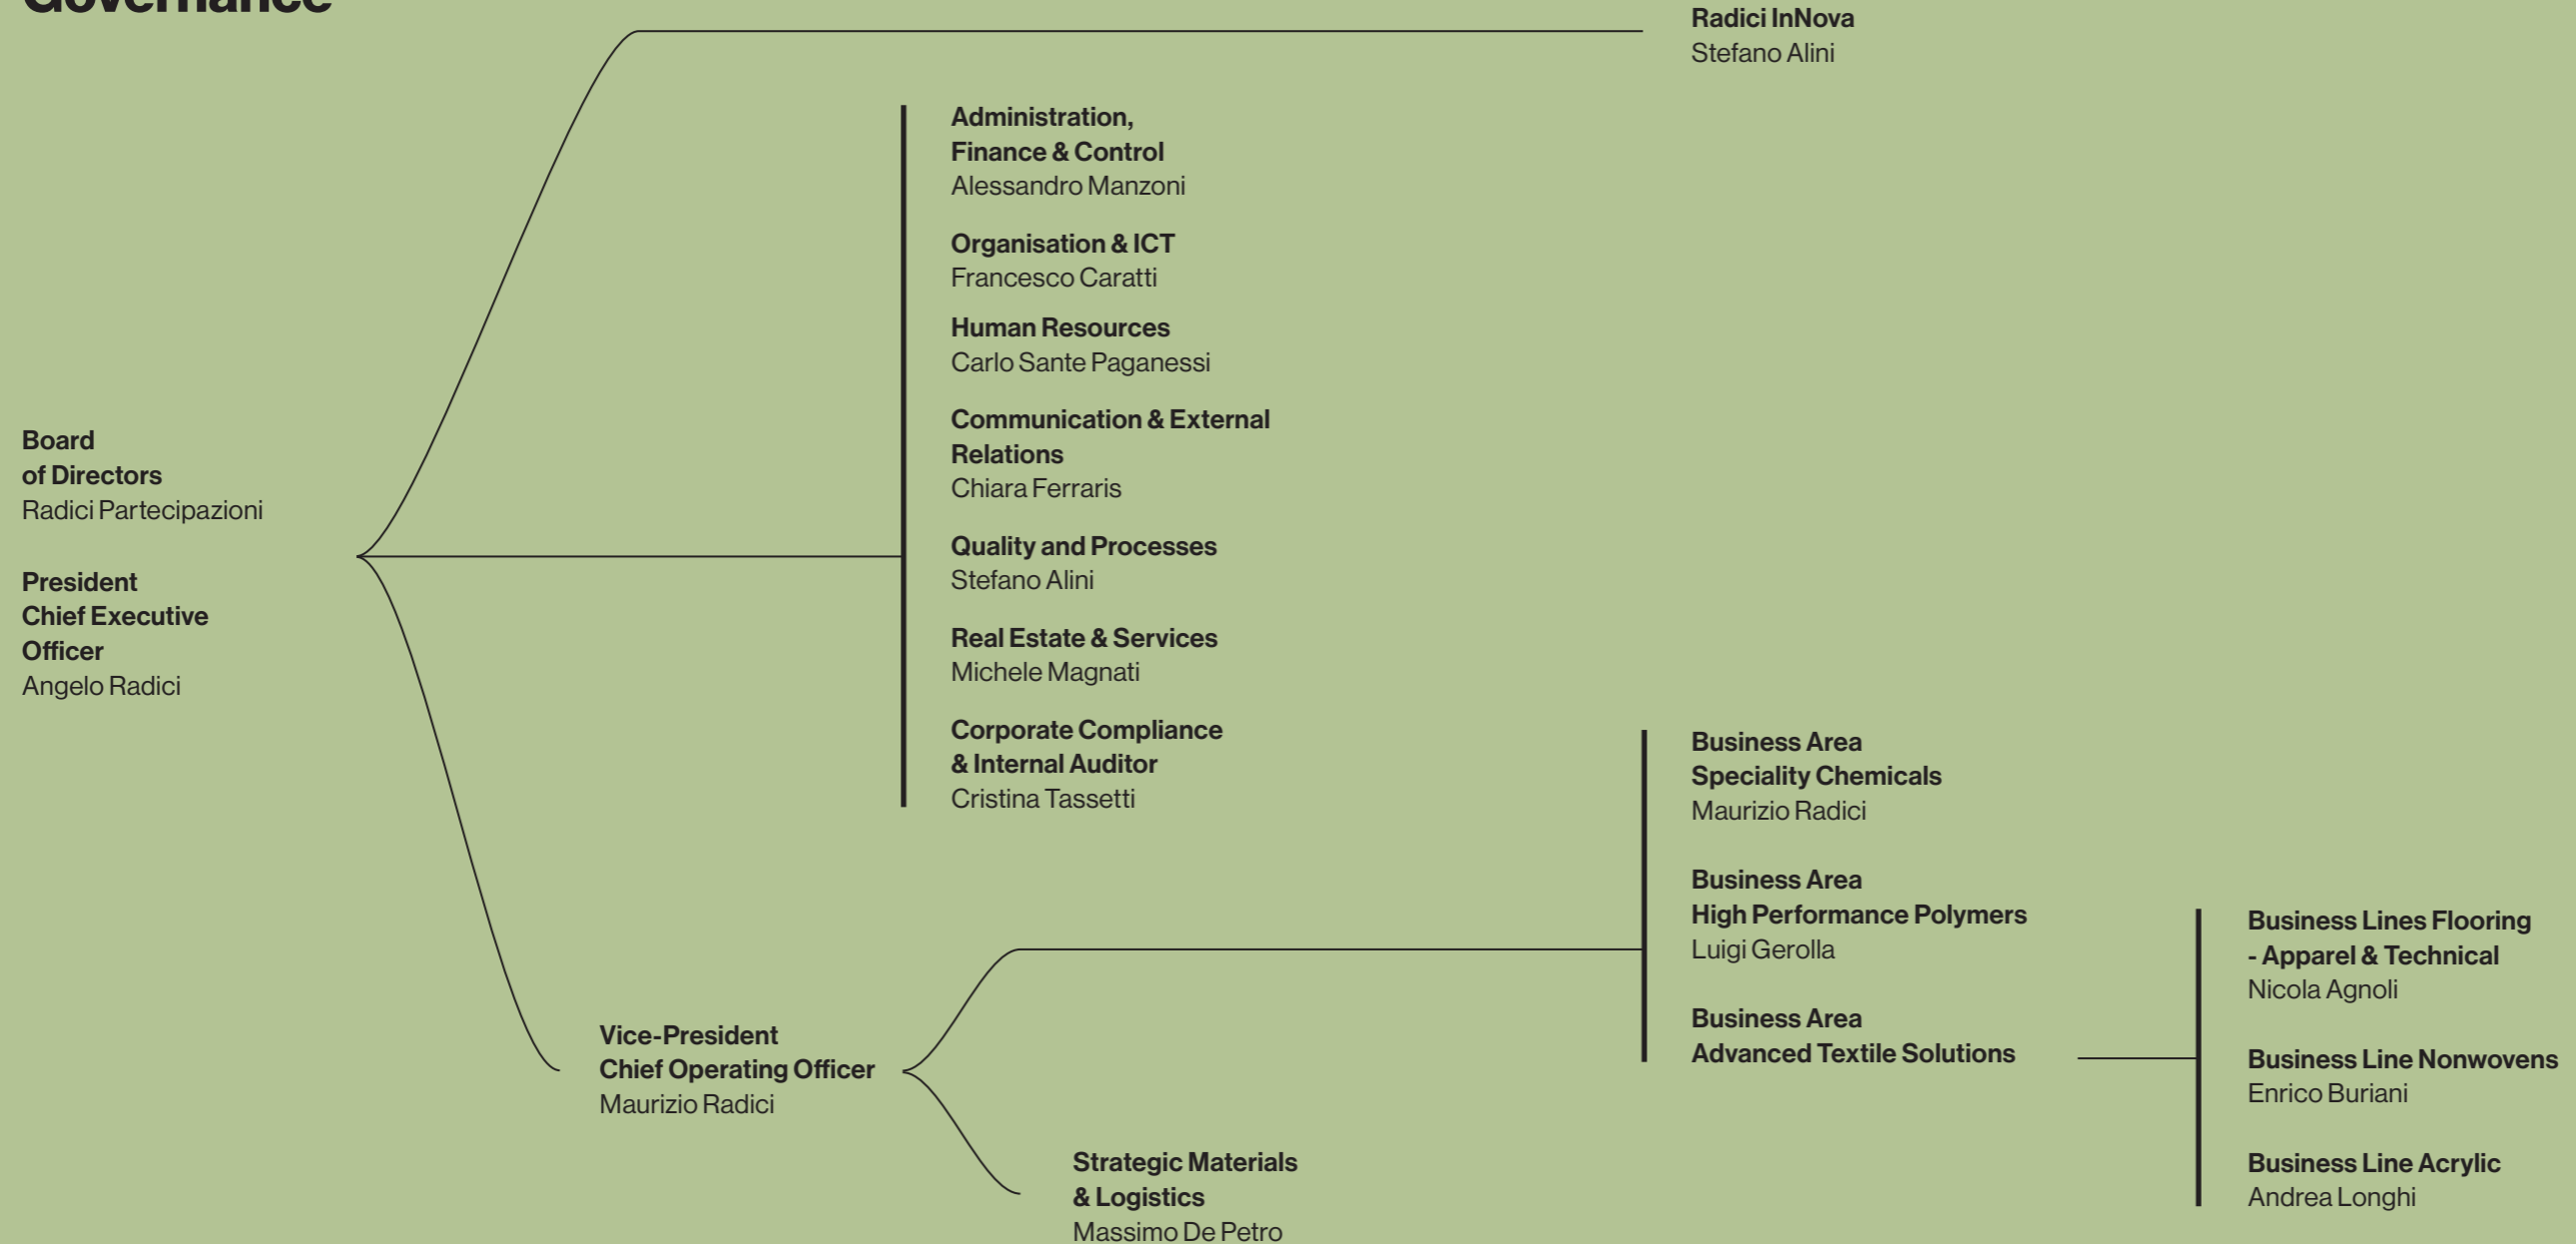 Governance
Radici InNova
Stefano Alini
Administration,
Finance & Control
Alessandro Manzoni
Organisation & ICT
Francesco Caratti
Human Resources
Carlo Sante Paganessi
Communication & External
Relations
Chiara Ferraris
Board
of Directors
Radici Partecipazioni
Quality and Processes
Stefano Alini
President
Chief Executive
Officer
Angelo Radici
Real Estate & Services
Michele Magnati
Corporate Compliance
& Internal Auditor
Cristina Tassetti
Business Area
Speciality Chemicals
Maurizio Radici
Business Area
High Performance Polymers
Luigi Gerolla
Business Area
Advanced Textile Solutions
Business Lines Flooring
- Apparel & Technical
Nicola Agnoli
Business Line Nonwovens
Enrico Buriani
Business Line Acrylic
Andrea Longhi
Vice-President
Chief Operating Officer
Maurizio Radici
Strategic Materials
& Logistics
Massimo De Petro